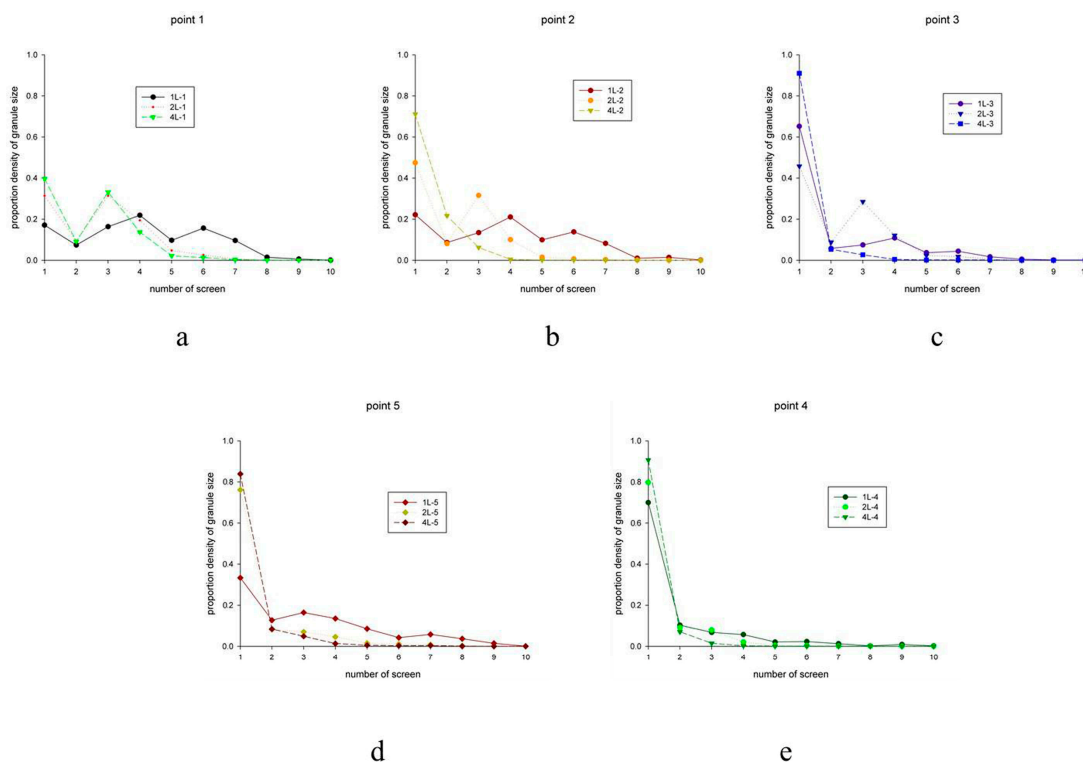 point 1
proportion density of granule size
1.0
0.8
0.6
0.4
0.2
0.0
1L-1
2L-1
4L-1
1 2 3 4 5 6 7 8 9 10
number of screen
a
point 2
proportion density of granule size
1.0
0.8
0.6
0.4
0.2
0.0
1L-2
2L-2
4L-2
1 2 3 4 5 6 7 8 9 10
number of screen
b
point 3
proportion density of granule size
1.0
0.8
0.6
0.4
0.2
0.0
1L-3
2L-3
4L-3
1 2 3 4 5 6 7 8 9 1
number of screen
c
point 5
proportion density of granule size
1.0
0.8
0.6
0.4
0.2
0.0
1L-5
2L-5
4L-5
1 2 3 4 5 6 7 8 9 10
number of screen
d
point 4
proportion density of granule size
1.0
0.8
0.6
0.4
0.2
0.0
1L-4
2L-4
4L-4
1 2 3 4 5 6 7 8 9 10
number of screen
e